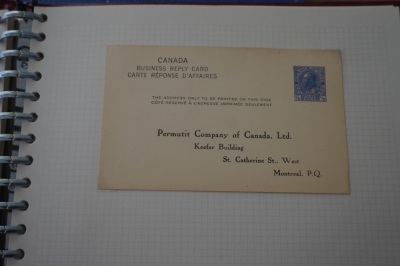 CANADA
BUSINESS REPLY CARD
CARTE RÉPONSE D'AFFAIRES
THE ADDRESS ONLY TO BE PRINTED ON THIS SIDE
CÔTÉ RÉSERVÉ À L'ADRESSE IMPRIMÉE SEULEMENT
Permutit Company of Canada, Ltd.
Keefer Building
St. Catherine St., West
Montreal, P.Q.